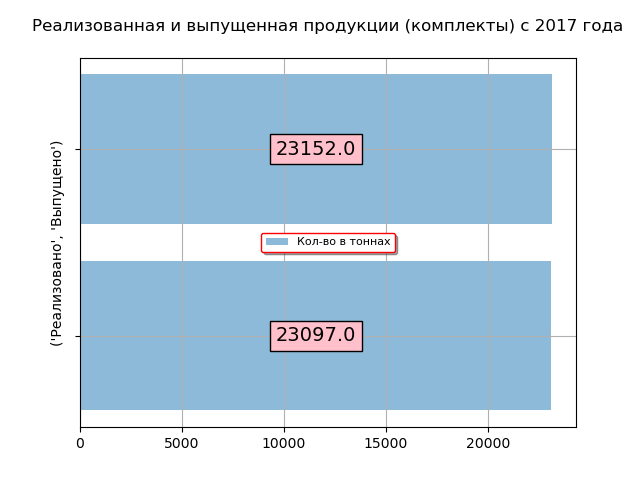 Реализованная и выпущенная продукции (комплекты) с 2017 года
('Реализовано', 'Выпущено')
23152.0
Кол-во в тоннах
23097.0
0 5000 10000 15000 20000